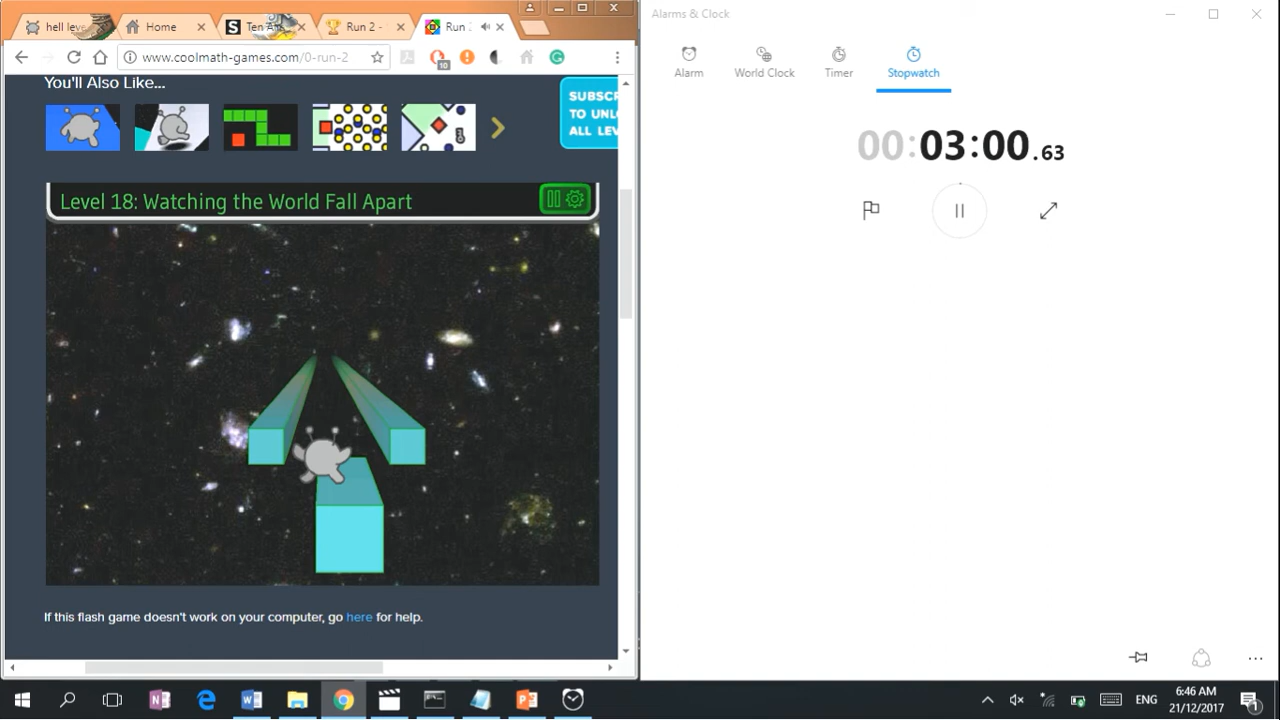 hell leve
Home
Ten Am
Run 2 -
Run
www.coolmath-games.com/0-run-2
10
You'll Also Like...
SUBSC
TO UNL
ALL LEV
Level 18: Watching the World Fall Apart
If this flash game doesn't work on your computer, go here for help.
Alarms & Clock
Alarm
World Clock
Timer
Stopwatch
00:03:00.63
ENG
6:46 AM
21/12/2017
1